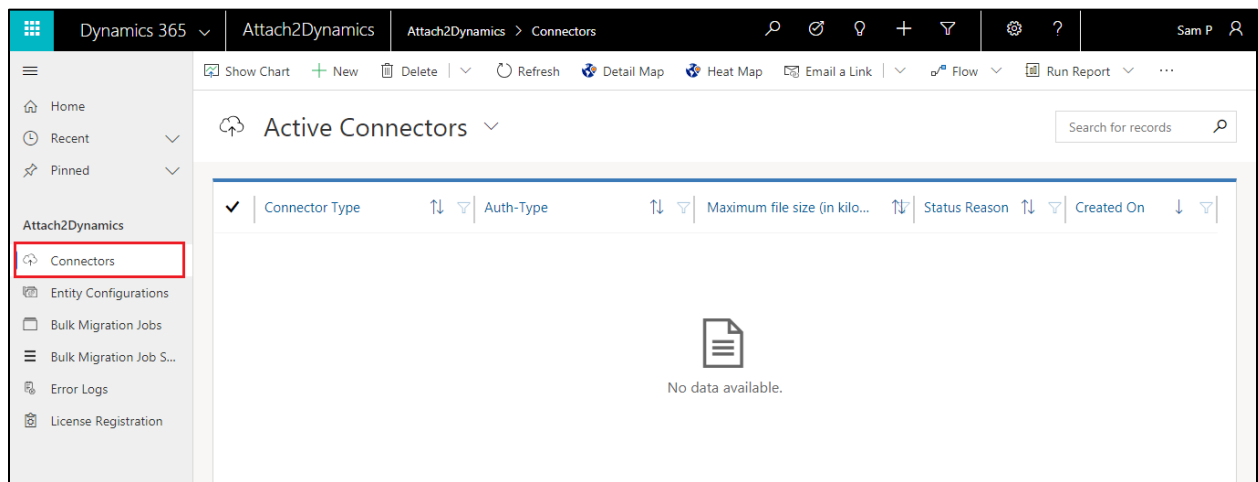 Dynamics 365 Attach2Dynamics Attach2Dynamics > Connectors ? Sam P
Show Chart New Delete Refresh Detail Map Heat Map Email a Link Flow Run Report ...
Home
Recent
Pinned
Attach2Dynamics
Connectors
Entity Configurations
Bulk Migration Jobs
Bulk Migration Job S...
Error Logs
License Registration
Active Connectors
Search for records
Connector Type Auth-Type Maximum file size (in kilo... Status Reason Created On
No data available.